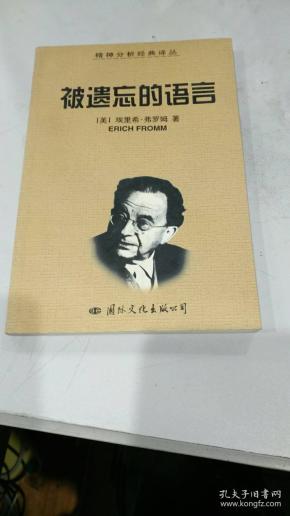 精神分析经典译丛
被遗忘的语言
[美] 埃里希·弗罗姆 著
ERICH FROMM
国际文化出版公司
孔夫子旧书网